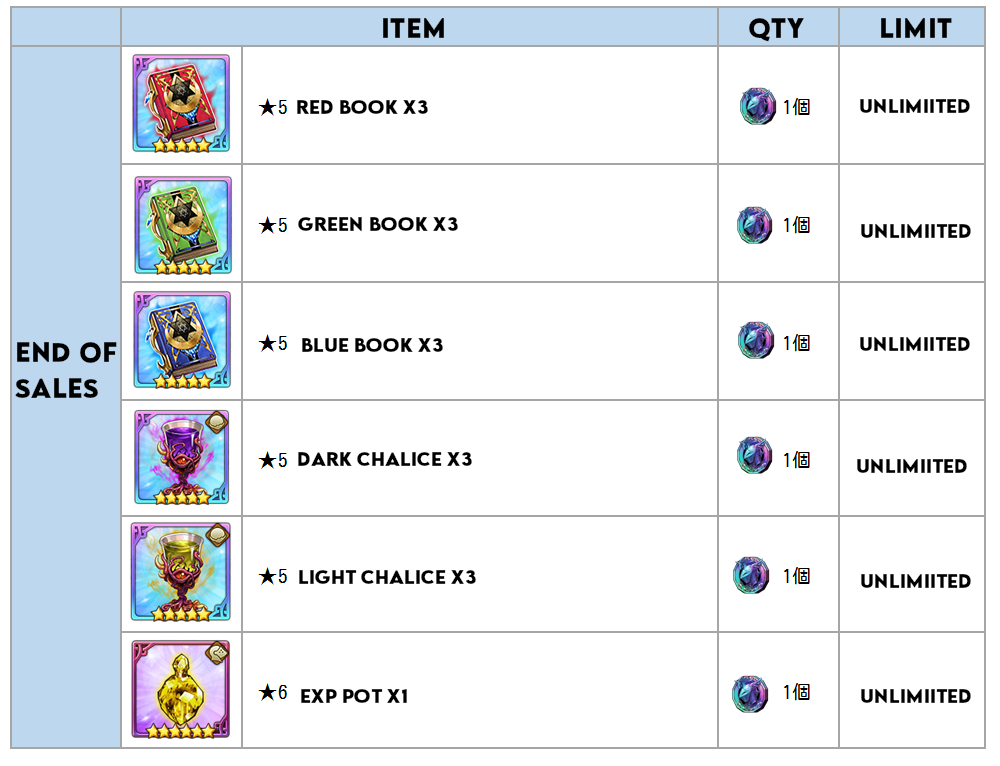 ITEM QTY LIMIT
END OF
SALES
★5 RED BOOK X3 1個 UNLIMIITED
★5 GREEN BOOK X3 1個 UNLIMIITED
★5 BLUE BOOK X3 1個 UNLIMIITED
★5 DARK CHALICE X3 1個 UNLIMIITED
★5 LIGHT CHALICE X3 1個 UNLIMIITED
★6 EXP POT X1 1個 UNLIMIITED